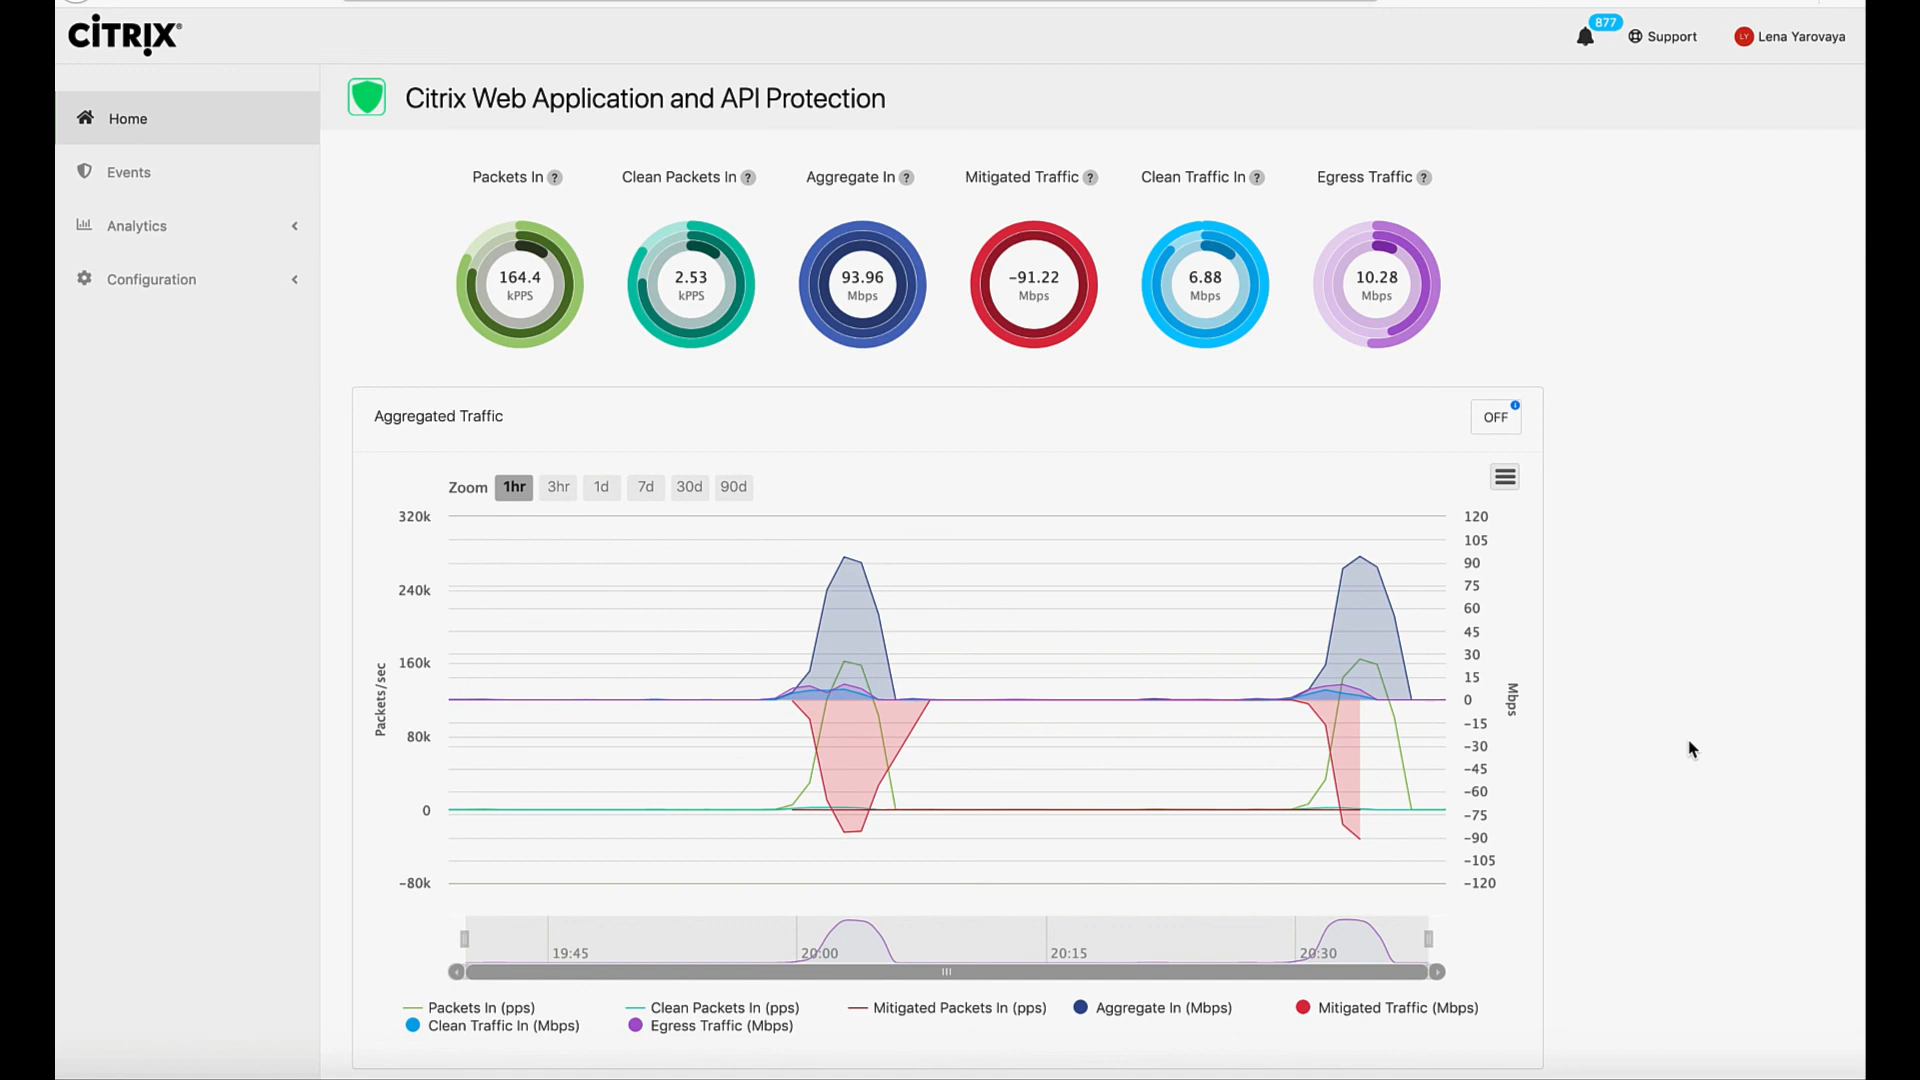 CITRIX®
877
Support
LY
Lena Yarovaya
Home
Events
Analytics
Configuration
Citrix Web Application and API Protection
Packets In ?
Clean Packets In ?
Aggregate In ?
Mitigated Traffic ?
Clean Traffic In ?
Egress Traffic ?
164.4
kPPS
2.53
kPPS
93.96
Mbps
-91.22
Mbps
6.88
Mbps
10.28
Mbps
Aggregated Traffic
OFF
Zoom 1hr 3hr 1d 7d 30d 90d
320k
240k
160k
80k
0
-80k
Packets/sec
120
105
90
75
60
45
30
15
0
-15
-30
-45
-60
-75
-90
-105
-120
Mbps
19:45
20:00
20:15
20:30
Packets In (pps)
Clean Packets In (pps)
Mitigated Packets In (pps)
Aggregate In (Mbps)
Mitigated Traffic (Mbps)
Clean Traffic In (Mbps)
Egress Traffic (Mbps)